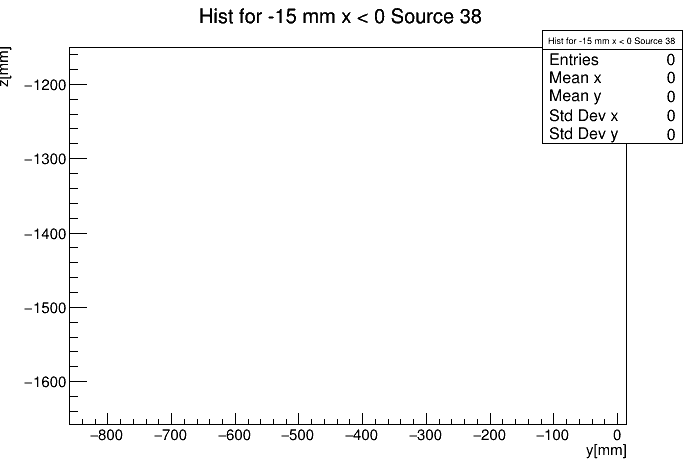 Hist for -15 mm x < 0 Source 38
z[mm]
Hist for -15 mm x < 0 Source 38
Entries 0
Mean x 0
Mean y 0
Std Dev x 0
Std Dev y 0
−1200
−1300
−1400
−1500
−1600
−800 −700 −600 −500 −400 −300 −200 −100 0
y[mm]